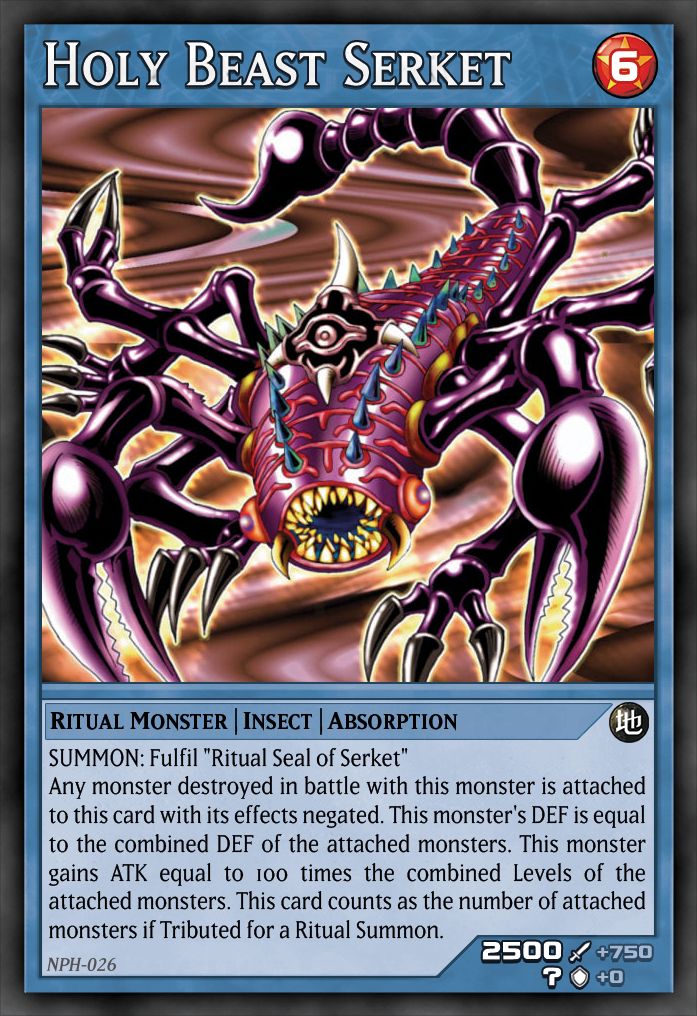 Holy Beast Serket
6
Ritual Monster | Insect | Absorption
SUMMON: Fulfil "Ritual Seal of Serket"
Any monster destroyed in battle with this monster is attached
to this card with its effects negated. This monster's DEF is equal
to the combined DEF of the attached monsters. This monster
gains ATK equal to 100 times the combined Levels of the
attached monsters. This card counts as the number of attached
monsters if Tributed for a Ritual Summon.
2500 +750
? +0
NPH-026